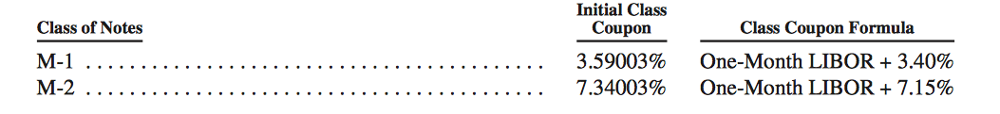 Initial Class
Class of Notes Coupon Class Coupon Formula
M-1 . . . . . . . . . . . . . . . . . . . . . . . . . . . . . . . . . . . . . . . . . . 3.59003% One-Month LIBOR + 3.40%
M-2 . . . . . . . . . . . . . . . . . . . . . . . . . . . . . . . . . . . . . . . . . . 7.34003% One-Month LIBOR + 7.15%